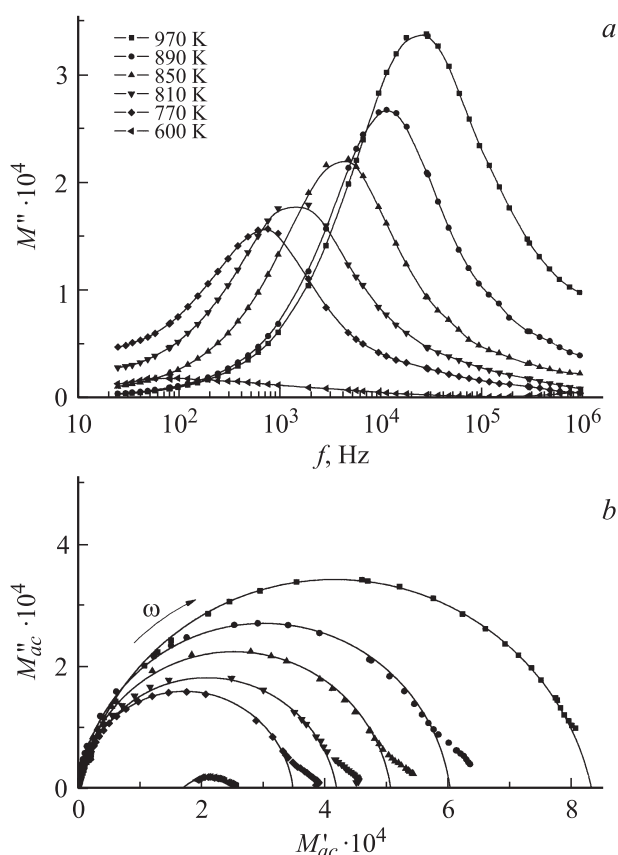 a
970 K
890 K
850 K
810 K
770 K
600 K
3
2
1
0
M″ ·10⁴
10 10² 10³ 10⁴ 10⁵ 10⁶
f, Hz
b
4
2
0
ω
M″ac ·10⁴
0 2 4 6 8
M′ac ·10⁴